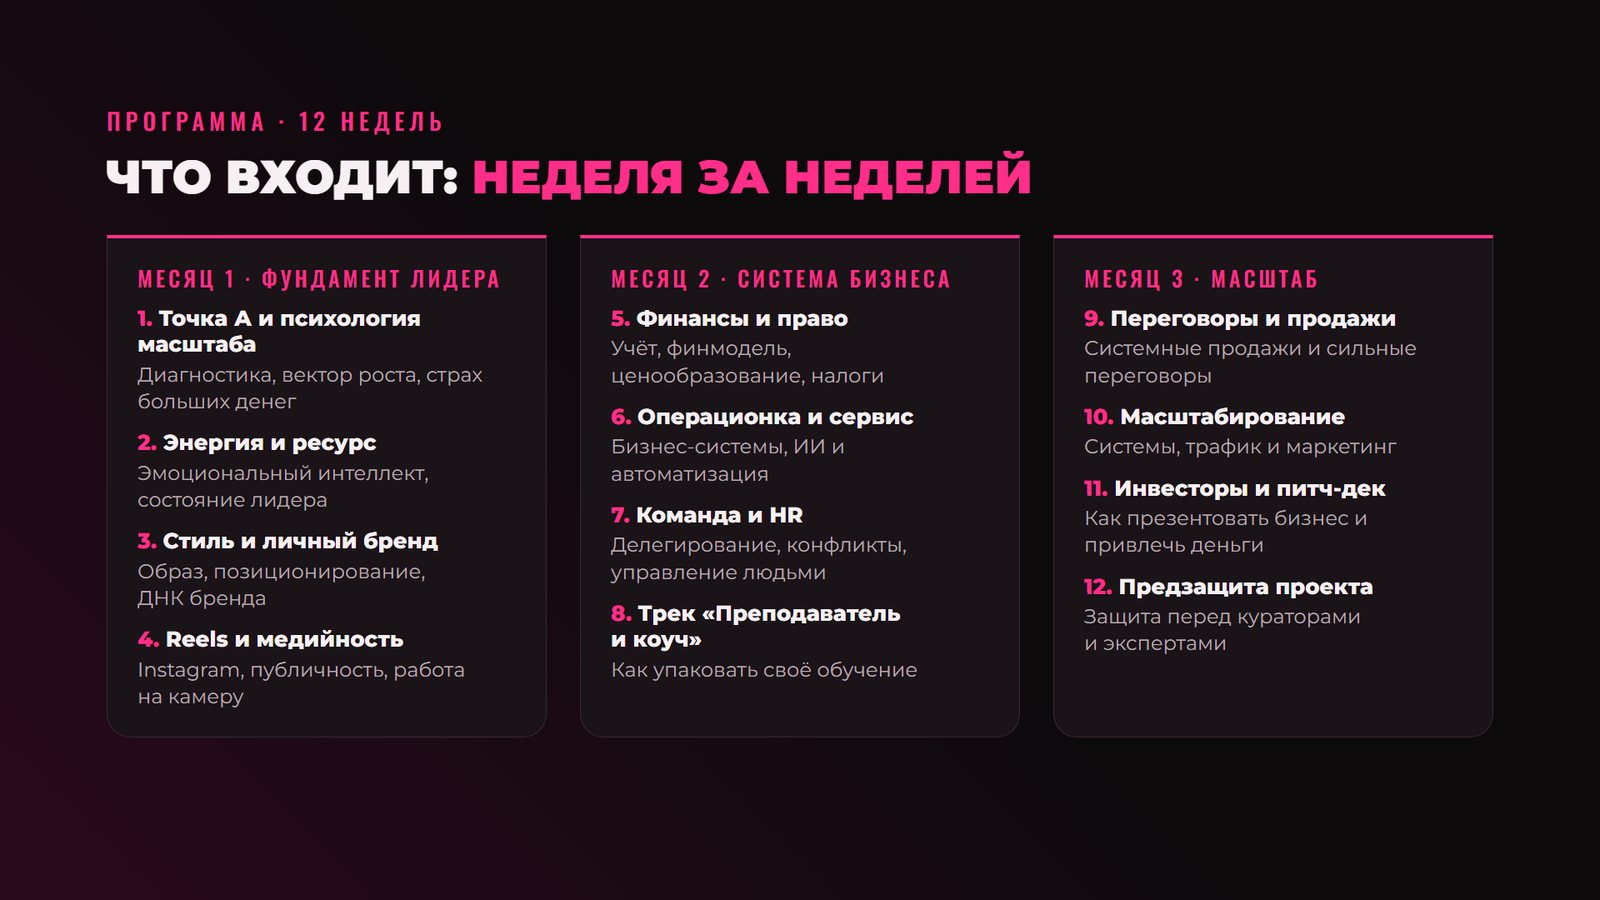 ПРОГРАММА · 12 НЕДЕЛЬ
ЧТО ВХОДИТ: НЕДЕЛЯ ЗА НЕДЕЛЕЙ
МЕСЯЦ 1 · ФУНДАМЕНТ ЛИДЕРА
1. Точка А и психология
масштаба
Диагностика, вектор роста, страх
больших денег
2. Энергия и ресурс
Эмоциональный интеллект,
состояние лидера
3. Стиль и личный бренд
Образ, позиционирование,
ДНК бренда
4. Reels и медийность
Instagram, публичность, работа
на камеру
МЕСЯЦ 2 · СИСТЕМА БИЗНЕСА
5. Финансы и право
Учёт, финмодель,
ценообразование, налоги
6. Операционка и сервис
Бизнес-системы, ИИ и
автоматизация
7. Команда и HR
Делегирование, конфликты,
управление людьми
8. Трек «Преподаватель
и коуч»
Как упаковать своё обучение
МЕСЯЦ 3 · МАСШТАБ
9. Переговоры и продажи
Системные продажи и сильные
переговоры
10. Масштабирование
Системы, трафик и маркетинг
11. Инвесторы и питч-дек
Как презентовать бизнес и
привлечь деньги
12. Предзащита проекта
Защита перед кураторами
и экспертами